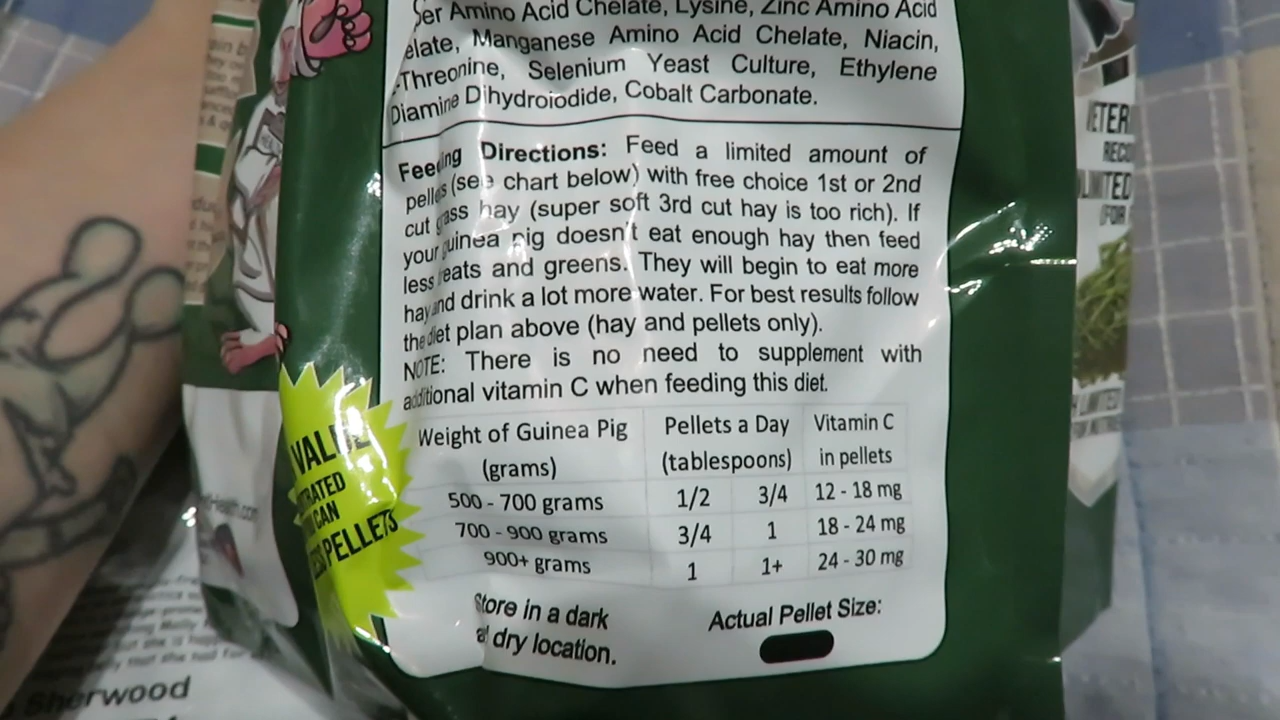 Amino Acid Chelate, Lysine, Zinc Amino Acid
elate, Manganese Amino Acid Chelate, Niacin,
-Threonine, Selenium Yeast Culture, Ethylene
Diamine Dihydroiodide, Cobalt Carbonate.
Feeding Directions: Feed a limited amount of
pellets (see chart below) with free choice 1st or 2nd
cut grass hay (super soft 3rd cut hay is too rich). If
your guinea pig doesn't eat enough hay then feed
less treats and greens. They will begin to eat more
hay and drink a lot more water. For best results follow
the diet plan above (hay and pellets only).
NOTE: There is no need to supplement with
additional vitamin C when feeding this diet.
Weight of Guinea Pig Pellets a Day Vitamin C
(grams) (tablespoons) in pellets
500 - 700 grams 1/2 3/4 12 - 18 mg
700 - 900 grams 3/4 1 18 - 24 mg
900+ grams 1 1+ 24 - 30 mg
Store in a dark
dry location.
Actual Pellet Size:
VALUE
TRATED
CAN
PELLETS
ETER
RECO
LIMITED
(FOR
LIMITED
Sherwood